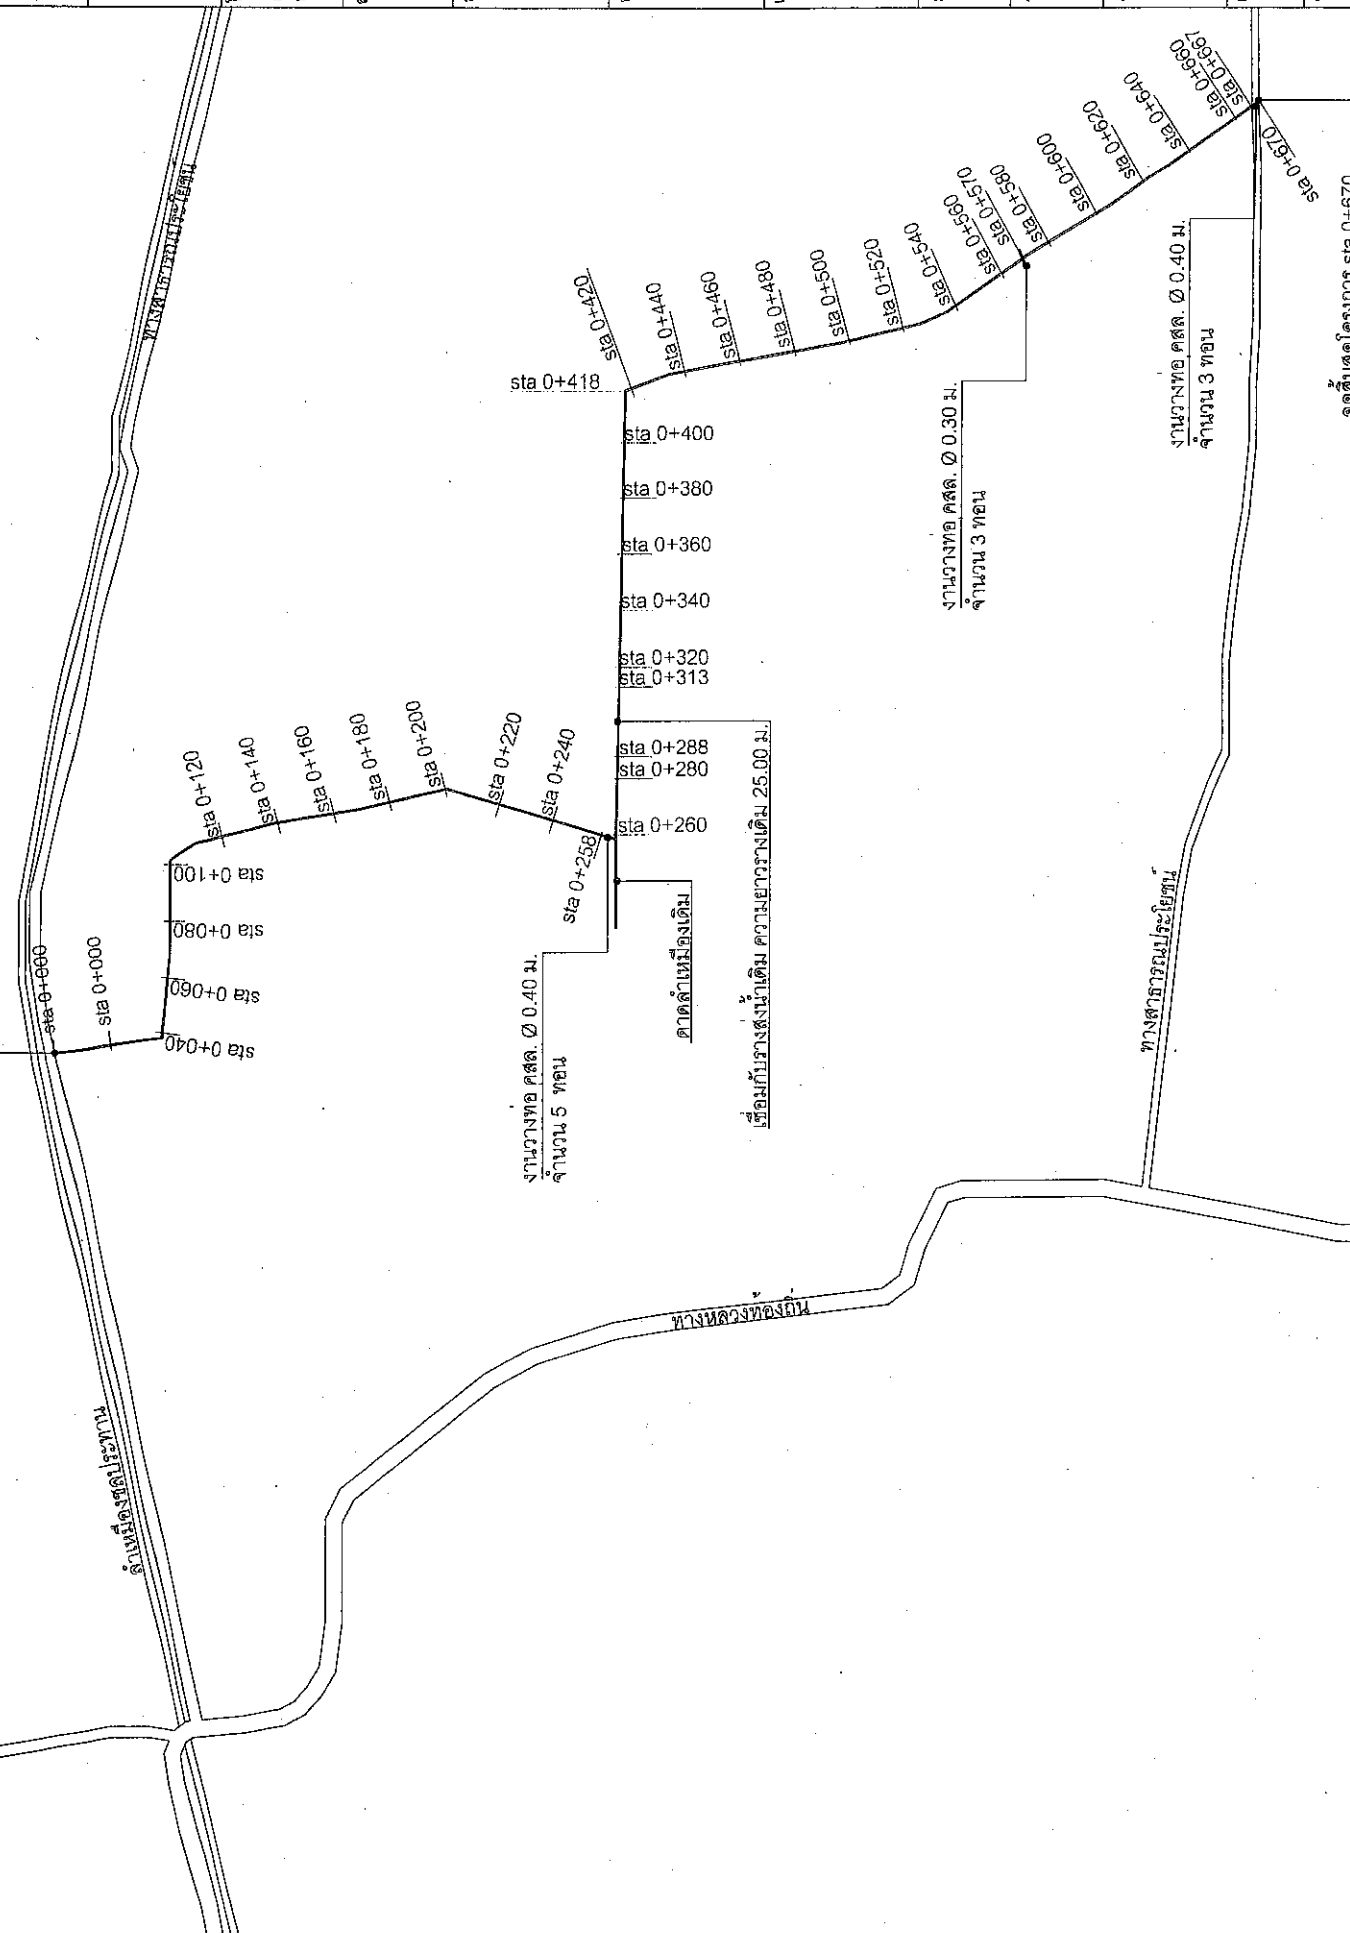 ทางสาธารณประโยชน์
sta 0+000
sta 0+000
sta 0+040
sta 0+060
sta 0+080
sta 0+100
sta 0+120
sta 0+140
sta 0+160
sta 0+180
sta 0+200
sta 0+220
sta 0+240
sta 0+258
sta 0+260
sta 0+280
sta 0+288
sta 0+313
sta 0+320
sta 0+340
sta 0+360
sta 0+380
sta 0+400
sta 0+418
sta 0+420
sta 0+440
sta 0+460
sta 0+480
sta 0+500
sta 0+520
sta 0+540
sta 0+560
sta 0+570
sta 0+580
sta 0+600
sta 0+620
sta 0+640
sta 0+660
sta 0+667
sta 0+670
งานวางท่อ คสล. Ø 0.40 ม.
จำนวน 5 ท่อน
ดาดลำเหมืองเดิม
เชื่อมกับรางส่งน้ำเดิม ความยาวรางเดิม 25.00 ม.
งานวางท่อ คสล. Ø 0.30 ม.
จำนวน 3 ท่อน
งานวางท่อ คสล. Ø 0.40 ม.
จำนวน 3 ท่อน
จุดสิ้นสุดโครงการ sta 0+670
ทางสาธารณประโยชน์
ทางหลวงท้องถิ่น
ลำเหมืองชลประทาน